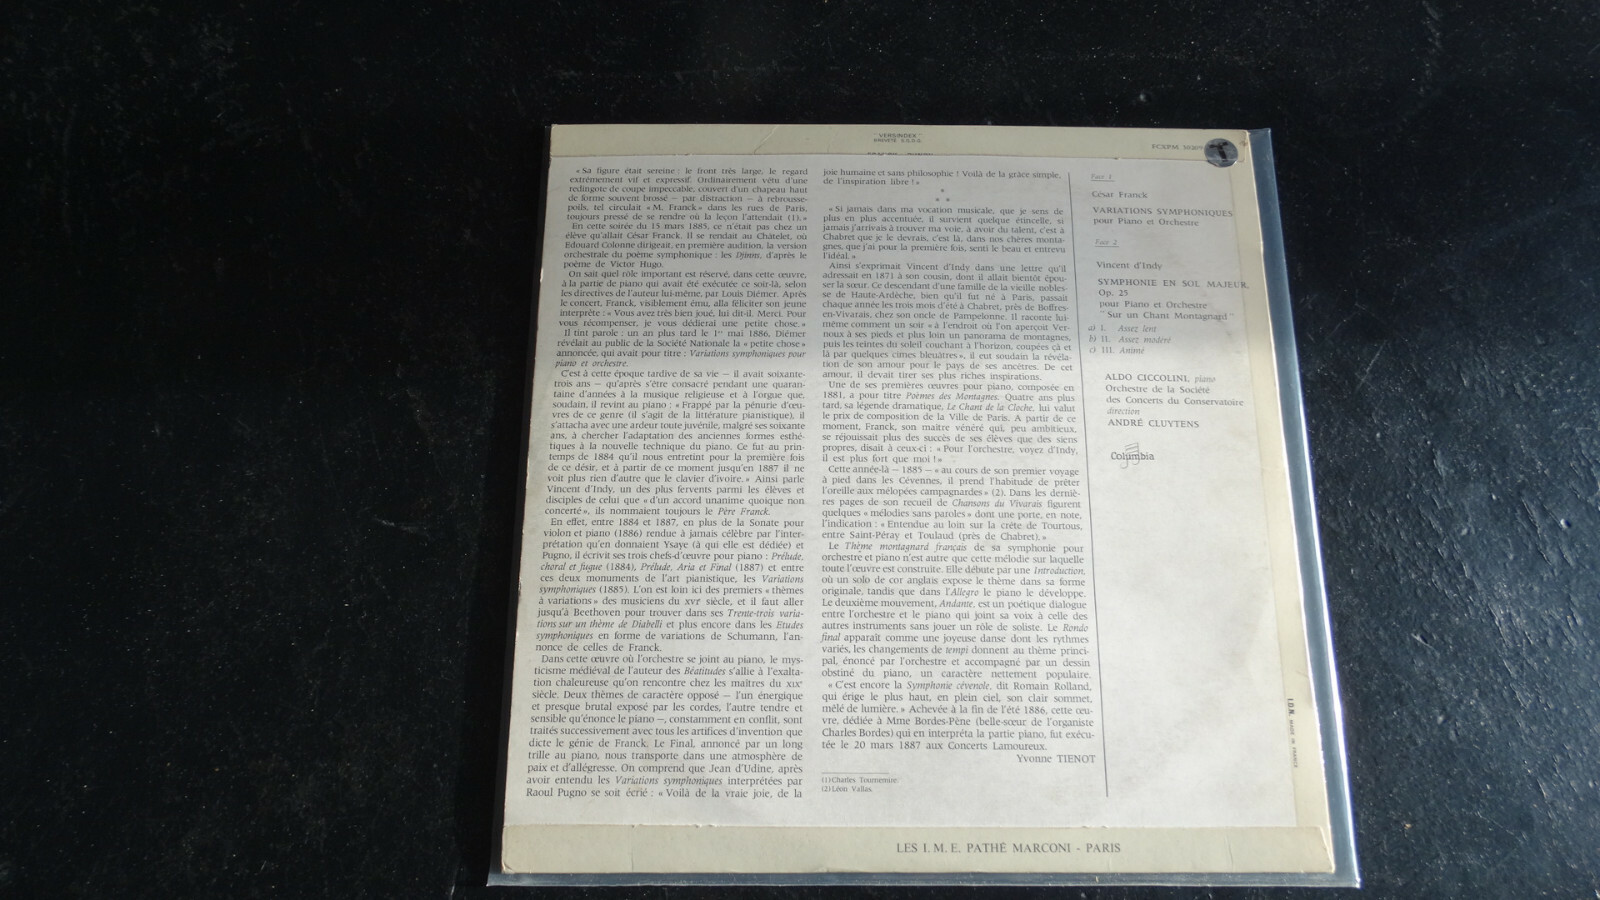 " VERSINDEX "
BREVETÉ S.G.D.G.
« Sa figure était sereine : le front très large, le regard
extrêmement vif et expressif. Ordinairement vêtu d'une
redingote de coupe impeccable, couvert d'un chapeau haut
de forme souvent brossé — par distraction — à rebrousse-
poils, tel circulait « M. Franck » dans les rues de Paris,
toujours pressé de se rendre où la leçon l'attendait (1). »
En cette soirée du 15 mars 1885, ce n'était pas chez un
élève qu'allait César Franck. Il se rendait au Châtelet, où
Edouard Colonne dirigeait, en première audition, la version
orchestrale du poème symphonique : les Djinns, d'après le
poème de Victor Hugo.
On sait quel rôle important est réservé, dans cette œuvre,
à la partie de piano qui avait été exécutée ce soir-là, selon
les directives de l'auteur lui-même, par Louis Diémer. Après
le concert, Franck, visiblement ému, alla féliciter son jeune
interprète : « Vous avez très bien joué, lui dit-il. Merci. Pour
vous récompenser, je vous dédierai une petite chose. »
Il tint parole : un an plus tard le 1er mai 1886, Diémer
révélait au public de la Société Nationale la « petite chose »
annoncée, qui avait pour titre : Variations symphoniques pour
piano et orchestre.
C'est à cette époque tardive de sa vie — il avait soixante-
trois ans — qu'après s'être consacré pendant une quaran-
taine d'années à la musique religieuse et à l'orgue que,
soudain, il revint au piano : « Frappé par la pénurie d'œu-
vres de ce genre (il s'agit de la littérature pianistique), il
s'attacha avec une ardeur toute juvénile, malgré ses soixante
ans, à chercher l'adaptation des anciennes formes esthé-
tiques à la nouvelle technique du piano. Ce fut au prin-
temps de 1884 qu'il nous entretint pour la première fois
de ce désir, et à partir de ce moment jusqu'en 1887 il ne
voit plus rien d'autre que le clavier d'ivoire. » Ainsi parle
Vincent d'Indy, un des plus fervents parmi les élèves et
disciples de celui que « d'un accord unanime quoique non
concerté », ils nommaient toujours le Père Franck.
En effet, entre 1884 et 1887, en plus de la Sonate pour
violon et piano (1886) rendue à jamais célèbre par l'inter-
prétation qu'en donnaient Ysaye (à qui elle est dédiée) et
Pugno, il écrivit ses trois chefs-d'œuvre pour piano : Prélude,
choral et fugue (1884), Prélude, Aria et Final (1887) et entre
ces deux monuments de l'art pianistique, les Variations
symphoniques (1885). L'on est loin ici des premiers « thèmes
à variations » des musiciens du XVIe siècle, et il faut aller
jusqu'à Beethoven pour trouver dans ses Trente-trois varia-
tions sur un thème de Diabelli et plus encore dans les Etudes
symphoniques en forme de variations de Schumann, l'an-
nonce de celles de Franck.
Dans cette œuvre où l'orchestre se joint au piano, le mys-
ticisme médiéval de l'auteur des Béatitudes s'allie à l'exalta-
tion chaleureuse qu'on rencontre chez les maîtres du XIXe
siècle. Deux thèmes de caractère opposé — l'un énergique
et presque brutal exposé par les cordes, l'autre tendre et
sensible qu'énonce le piano —, constamment en conflit, sont
traités successivement avec tous les artifices d'invention que
dicte le génie de Franck. Le Final, annoncé par un long
trille au piano, nous transporte dans une atmosphère de
paix et d'allégresse. On comprend que Jean d'Udine, après
avoir entendu les Variations symphoniques interprétées par
Raoul Pugno se soit écrié : « Voilà de la vraie joie, de la
joie humaine et sans philosophie ! Voilà de la grâce simple,
de l'inspiration libre ! »
*
* *
« Si jamais dans ma vocation musicale, que je sens de
plus en plus accentuée, il survient quelque étincelle, si
jamais j'arrivais à trouver ma voie, à avoir du talent, c'est à
Chabret que je le devrais, c'est là, dans nos chères monta-
gnes, que j'ai pour la première fois, senti le beau et entrevu
l'idéal. »
Ainsi s'exprimait Vincent d'Indy dans une lettre qu'il
adressait en 1871 à son cousin, dont il allait bientôt épou-
ser la sœur. Ce descendant d'une famille de la vieille nobles-
se de Haute-Ardèche, bien qu'il fut né à Paris, passait
chaque année les trois mois d'été à Chabret, près de Boffres-
en-Vivarais, chez son oncle de Pampelonne. Il raconte lui-
même comment un soir « à l'endroit où l'on aperçoit Ver-
noux à ses pieds et plus loin un panorama de montagnes,
puis les teintes du soleil couchant à l'horizon, coupées çà et
là par quelques cimes bleuâtres », il eut soudain la révéla-
tion de son amour pour le pays de ses ancêtres. De cet
amour, il devait tirer ses plus riches inspirations.
Une de ses premières œuvres pour piano, composée en
1881, a pour titre Poèmes des Montagnes. Quatre ans plus
tard, sa légende dramatique, Le Chant de la Cloche, lui valut
le prix de composition de la Ville de Paris. A partir de ce
moment, Franck, son maître vénéré qui, peu ambitieux,
se réjouissait plus des succès de ses élèves que des siens
propres, disait à ceux-ci : « Pour l'orchestre, voyez d'Indy,
il est plus fort que moi ! »
Cette année-là — 1885 — « au cours de son premier voyage
à pied dans les Cévennes, il prend l'habitude de prêter
l'oreille aux mélopées campagnardes » (2). Dans les derniè-
res pages de son recueil de Chansons du Vivarais figurent
quelques « mélodies sans paroles » dont une porte, en note,
l'indication : « Entendue au loin sur la crête de Tourtous,
entre Saint-Péray et Toulaud (près de Chabret). »
Le Thème montagnard français de sa symphonie pour
orchestre et piano n'est autre que cette mélodie sur laquelle
toute l'œuvre est construite. Elle débute par une Introduction,
où un solo de cor anglais expose le thème dans sa forme
originale, tandis que dans l'Allegro le piano le développe.
Le deuxième mouvement, Andante, est un poétique dialogue
entre l'orchestre et le piano qui joint sa voix à celle des
autres instruments sans jouer un rôle de soliste. Le Rondo
final apparaît comme une joyeuse danse dont les rythmes
variés, les changements de tempi donnent au thème princi-
pal, énoncé par l'orchestre et accompagné par un dessin
obstiné du piano, un caractère nettement populaire.
« C'est encore la Symphonie cévenole, dit Romain Rolland,
qui érige le plus haut, en plein ciel, son clair sommet,
mêlé de lumière. » Achevée à la fin de l'été 1886, cette œu-
vre, dédiée à Mme Bordes-Pène (belle-sœur de l'organiste
Charles Bordes) qui en interpréta la partie piano, fut exécu-
tée le 20 mars 1887 aux Concerts Lamoureux.
Yvonne TIENOT
(1) Charles Tournemire
(2) Léon Vallas.
Face 1
César Franck
VARIATIONS SYMPHONIQUES
pour Piano et Orchestre
Face 2
Vincent d'Indy
SYMPHONIE EN SOL MAJEUR,
Op. 25
pour Piano et Orchestre
" Sur un Chant Montagnard "
a) I. Assez lent
b) II. Assez modéré
c) III. Animé
ALDO CICCOLINI, piano
Orchestre de la Société
des Concerts du Conservatoire
direction
ANDRÉ CLUYTENS
Columbia
I.D.N. MADE IN FRANCE
LES I. M. E. PATHÉ MARCONI - PARIS